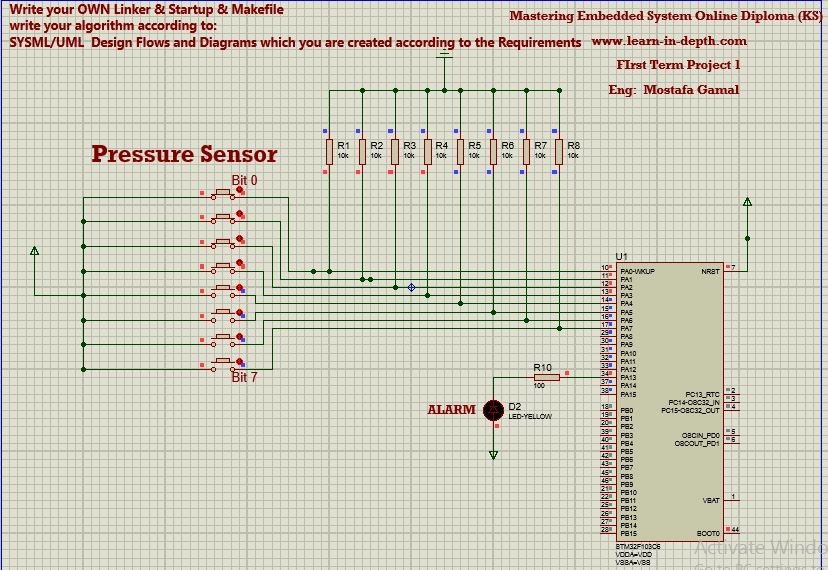 Write your OWN Linker & Startup & Makefile
write your algorithm according to:
SYSML/UML Design Flows and Diagrams which you are created according to the Requirements
Mastering Embedded System Online Diploma (KS)
www.learn-in-depth.com
FIrst Term Project 1
Eng: Mostafa Gamal
Pressure Sensor
Bit 0
Bit 7
R1
10k
R2
10k
R3
10k
R4
10k
R5
10k
R6
10k
R7
10k
R8
10k
ALARM
D2
LED-YELLOW
R10
100
U1
10 PA0-WKUP
11 PA1
12 PA2
13 PA3
14 PA4
15 PA5
16 PA6
17 PA7
29 PA8
30 PA9
31 PA10
32 PA11
33 PA12
34 PA13
37 PA14
38 PA15
18 PB0
19 PB1
20 PB2
39 PB3
40 PB4
41 PB5
42 PB6
43 PB7
45 PB8
46 PB9
21 PB10
22 PB11
25 PB12
26 PB13
27 PB14
28 PB15
NRST 7
PC13_RTC 2
PC14-OSC32_IN 3
PC15-OSC32_OUT 4
OSCIN_PD0 5
OSCOUT_PD1 6
VBAT 1
BOOT0 44
STM32F103C6
VDDA=VDD
VSSA=VSS
Activate Windo